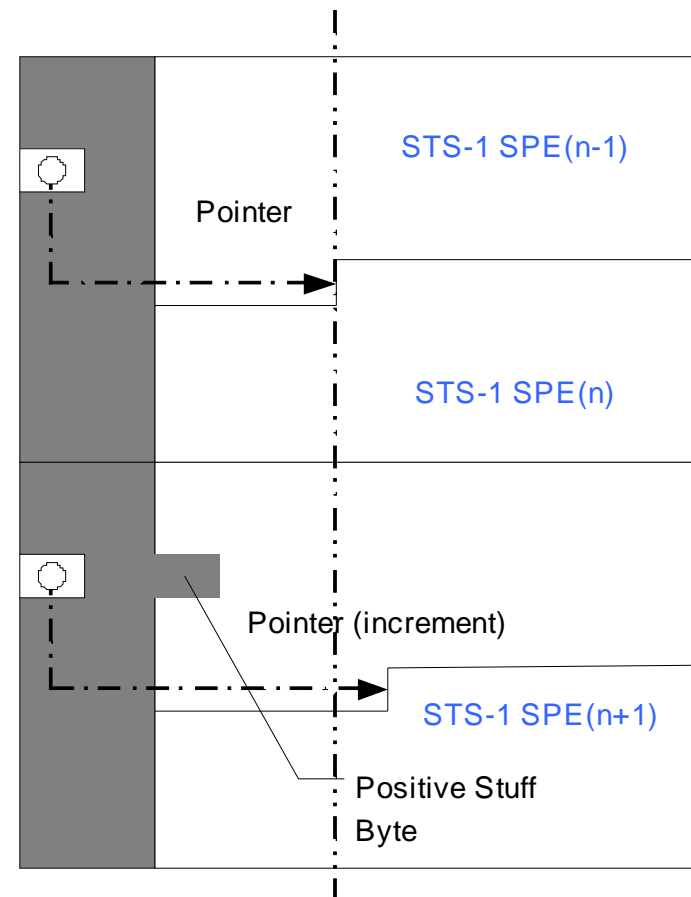 STS-1 SPE(n-1)
Pointer
STS-1 SPE(n)
Pointer (increment)
STS-1 SPE(n+1)
Positive Stuff
Byte